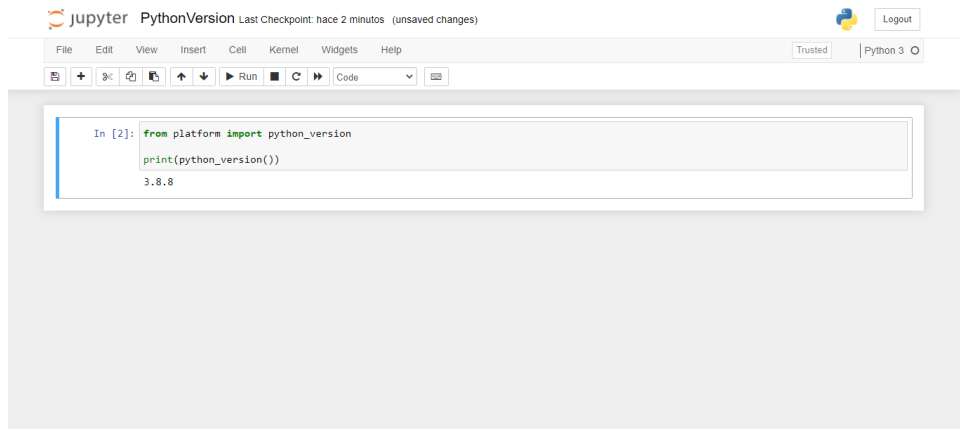 jupyter PythonVersion Last Checkpoint: hace 2 minutos (unsaved changes)
Logout
File Edit View Insert Cell Kernel Widgets Help
Trusted
Python 3
Run
Code
In [2]: from platform import python_version
print(python_version())
3.8.8